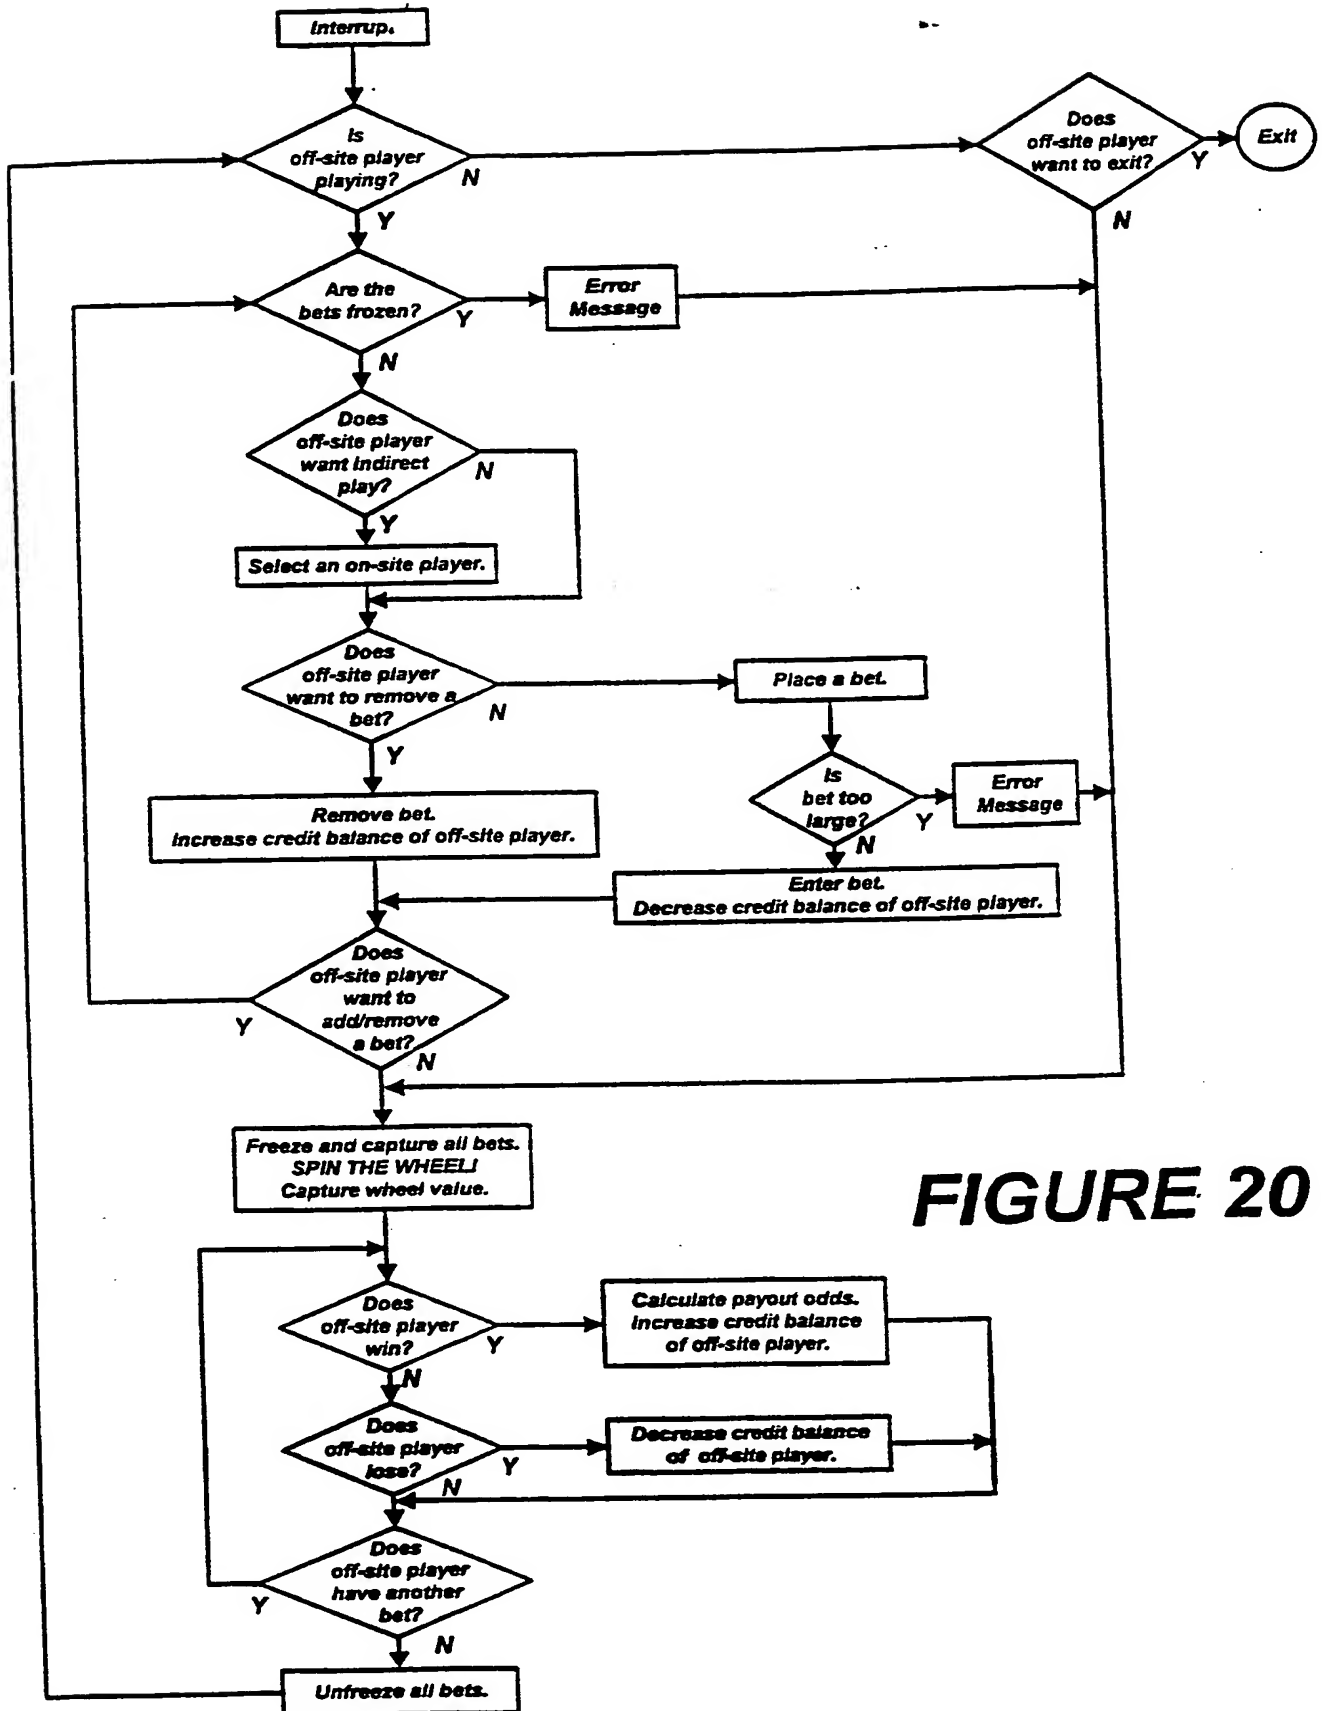 Interrup.
Is
off-site player
playing?
N
Y
Does
off-site player
want to exit?
Y
N
Exit
Are the
bets frozen?
Y
N
Error
Message
Does
off-site player
want indirect
play?
N
Y
Select an on-site player.
Does
off-site player
want to remove a
bet?
N
Y
Place a bet.
Is
bet too
large?
Y
N
Error
Message
Remove bet.
Increase credit balance of off-site player.
Enter bet.
Decrease credit balance of off-site player.
Does
off-site player
want to
add/remove
a bet?
Y
N
Freeze and capture all bets.
SPIN THE WHEEL!
Capture wheel value.
FIGURE 20
Does
off-site player
win?
Y
N
Calculate payout odds.
Increase credit balance
of off-site player.
Does
off-site player
lose?
Y
N
Decrease credit balance
of off-site player.
Does
off-site player
have another
bet?
Y
N
Unfreeze all bets.